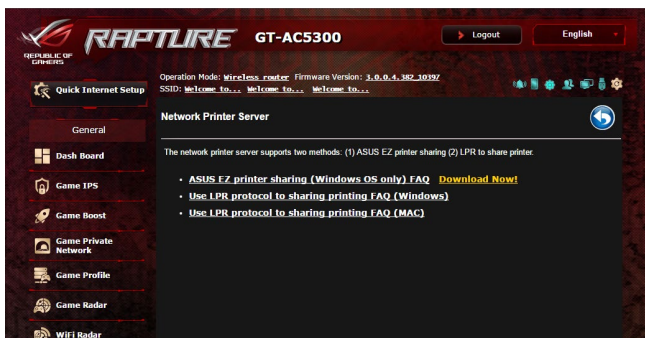 REPUBLIC OF
GAMERS
RAPTURE GT-AC5300
Logout
English
Quick Internet Setup
Operation Mode: Wireless router Firmware Version: 3.0.0.4.382_10397
SSID: Welcome to... Welcome to... Welcome to...
General
Dash Board
Game IPS
Game Boost
Game Private
Network
Game Profile
Game Radar
WiFi Radar
Network Printer Server
The network printer server supports two methods: (1) ASUS EZ printer sharing (2) LPR to share printer.
• ASUS EZ printer sharing (Windows OS only) FAQ Download Now!
• Use LPR protocol to sharing printing FAQ (Windows)
• Use LPR protocol to sharing printing FAQ (MAC)